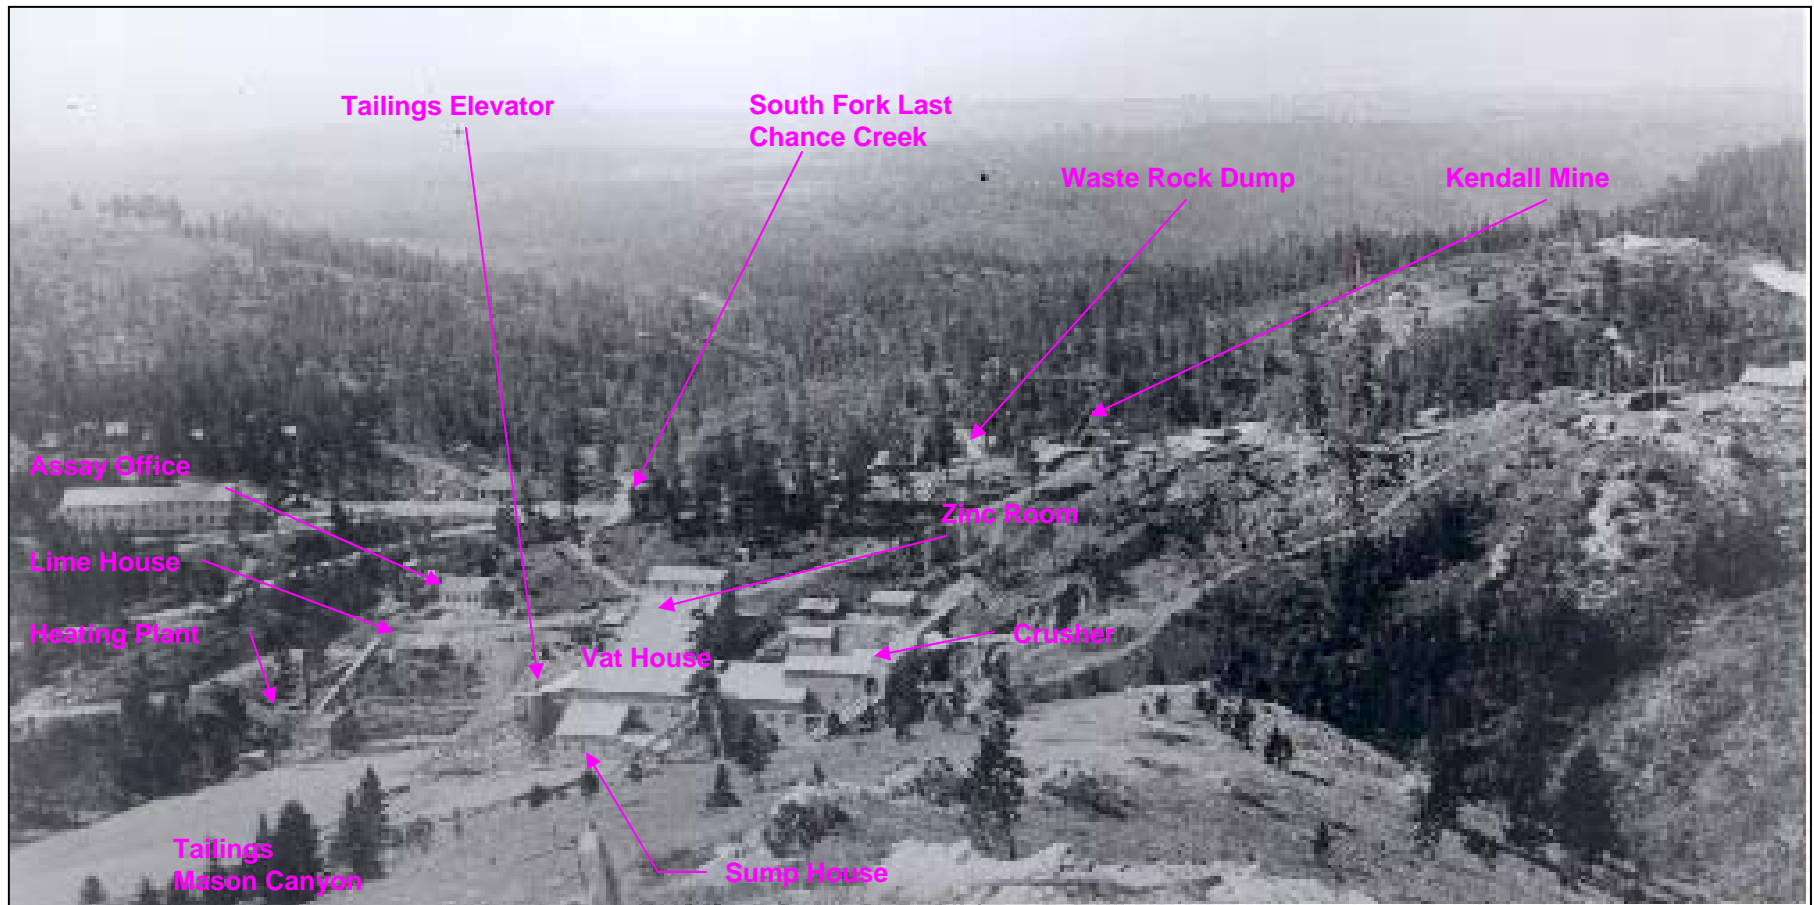 Tailings Elevator
South Fork Last
Chance Creek
Waste Rock Dump
Kendall Mine
Assay Office
Zinc Room
Lime House
Heating Plant
Crusher
Vat House
Tailings
Mason Canyon
Sump House